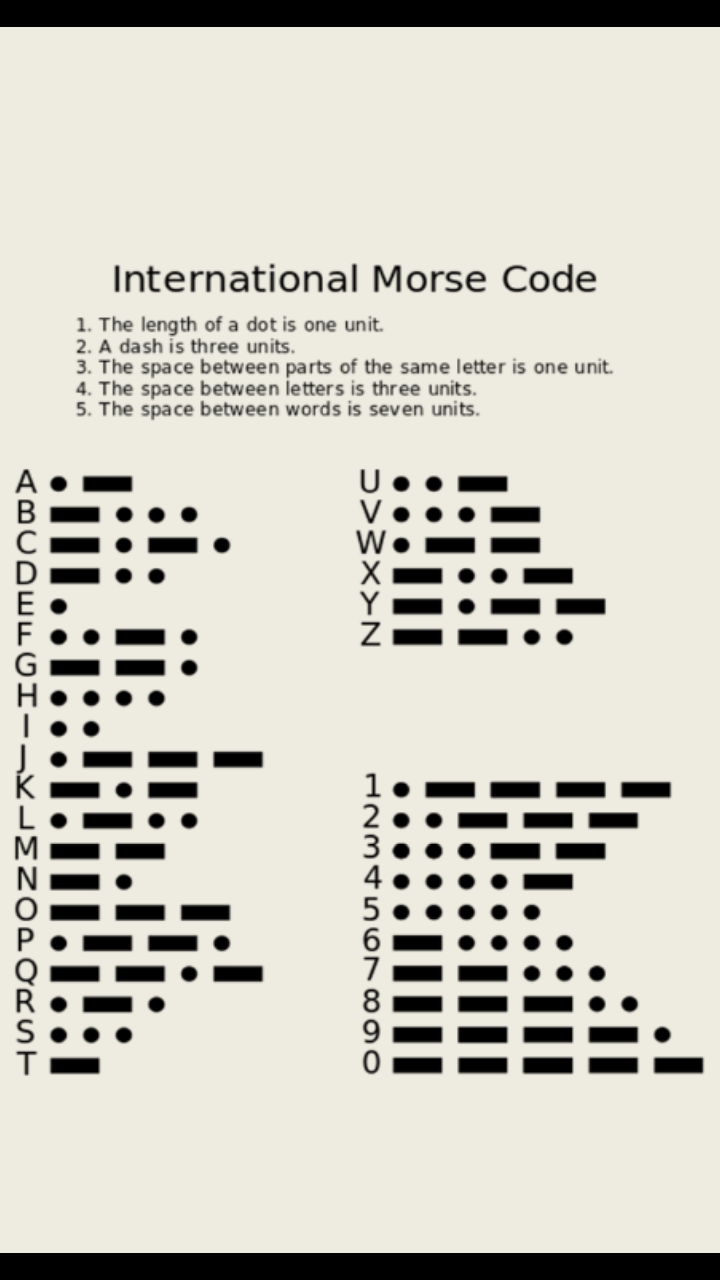 International Morse Code
1. The length of a dot is one unit.
2. A dash is three units.
3. The space between parts of the same letter is one unit.
4. The space between letters is three units.
5. The space between words is seven units.
A
B
C
D
E
F
G
H
I
J
K
L
M
N
O
P
Q
R
S
T
U
V
W
X
Y
Z
1
2
3
4
5
6
7
8
9
0